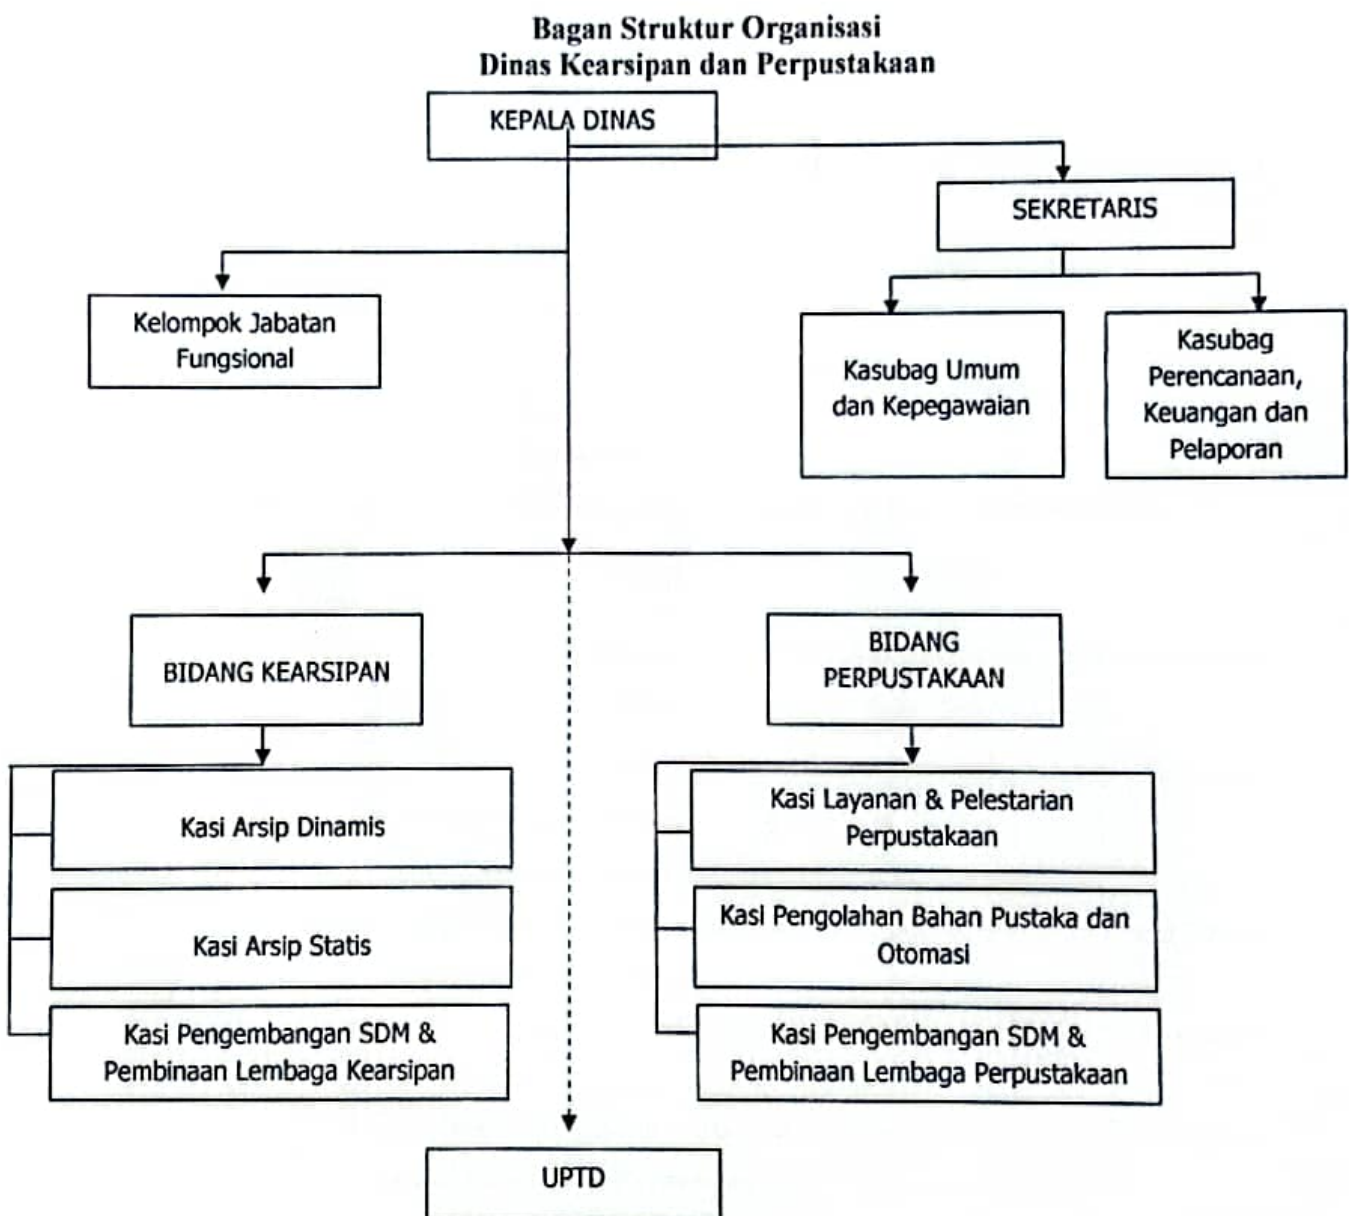 Bagan Struktur Organisasi
Dinas Kearsipan dan Perpustakaan
KEPALA DINAS
SEKRETARIS
Kelompok Jabatan
Fungsional
Kasubag Umum
dan Kepegawaian
Kasubag
Perencanaan,
Keuangan dan
Pelaporan
BIDANG KEARSIPAN
BIDANG
PERPUSTAKAAN
Kasi Arsip Dinamis
Kasi Arsip Statis
Kasi Pengembangan SDM &
Pembinaan Lembaga Kearsipan
Kasi Layanan & Pelestarian
Perpustakaan
Kasi Pengolahan Bahan Pustaka dan
Otomasi
Kasi Pengembangan SDM &
Pembinaan Lembaga Perpustakaan
UPTD